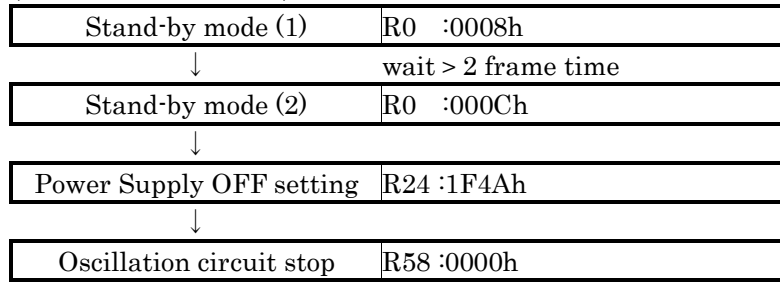 Stand-by mode (1) R0 :0008h
↓ wait > 2 frame time
Stand-by mode (2) R0 :000Ch
↓
Power Supply OFF setting R24 :1F4Ah
↓
Oscillation circuit stop R58 :0000h